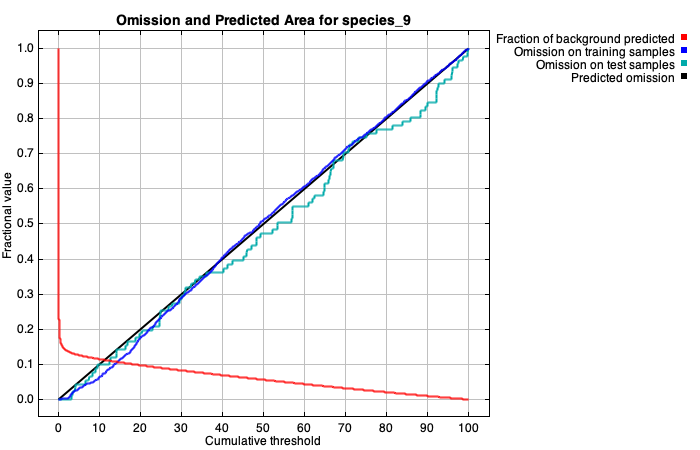 Omission and Predicted Area for species_9
Fraction of background predicted
Omission on training samples
Omission on test samples
Predicted omission
Fractional value
1.0
0.9
0.8
0.7
0.6
0.5
0.4
0.3
0.2
0.1
0.0
0 10 20 30 40 50 60 70 80 90 100
Cumulative threshold